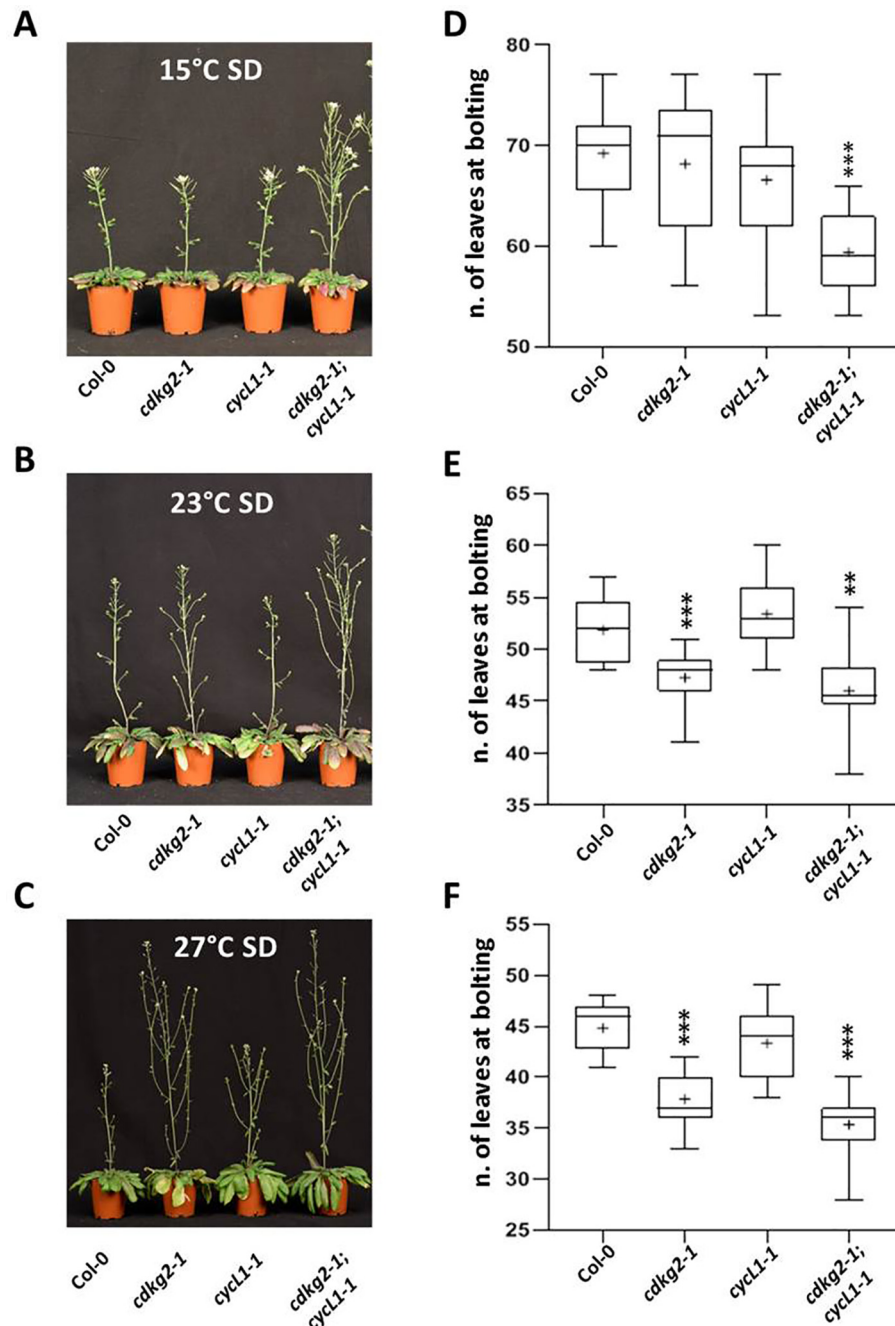 A
15°C SD
Col-0
cdkg2-1
cycL1-1
cdkg2-1;
cycL1-1
D
n. of leaves at bolting
80
70
60
50
***
Col-0
cdkg2-1
cycL1-1
cdkg2-1;
cycL1-1
B
23°C SD
Col-0
cdkg2-1
cycL1-1
cdkg2-1;
cycL1-1
E
n. of leaves at bolting
65
60
55
50
45
40
35
***
**
Col-0
cdkg2-1
cycL1-1
cdkg2-1;
cycL1-1
C
27°C SD
Col-0
cdkg2-1
cycL1-1
cdkg2-1;
cycL1-1
F
n. of leaves at bolting
55
50
45
40
35
30
25
***
***
Col-0
cdkg2-1
cycL1-1
cdkg2-1;
cycL1-1